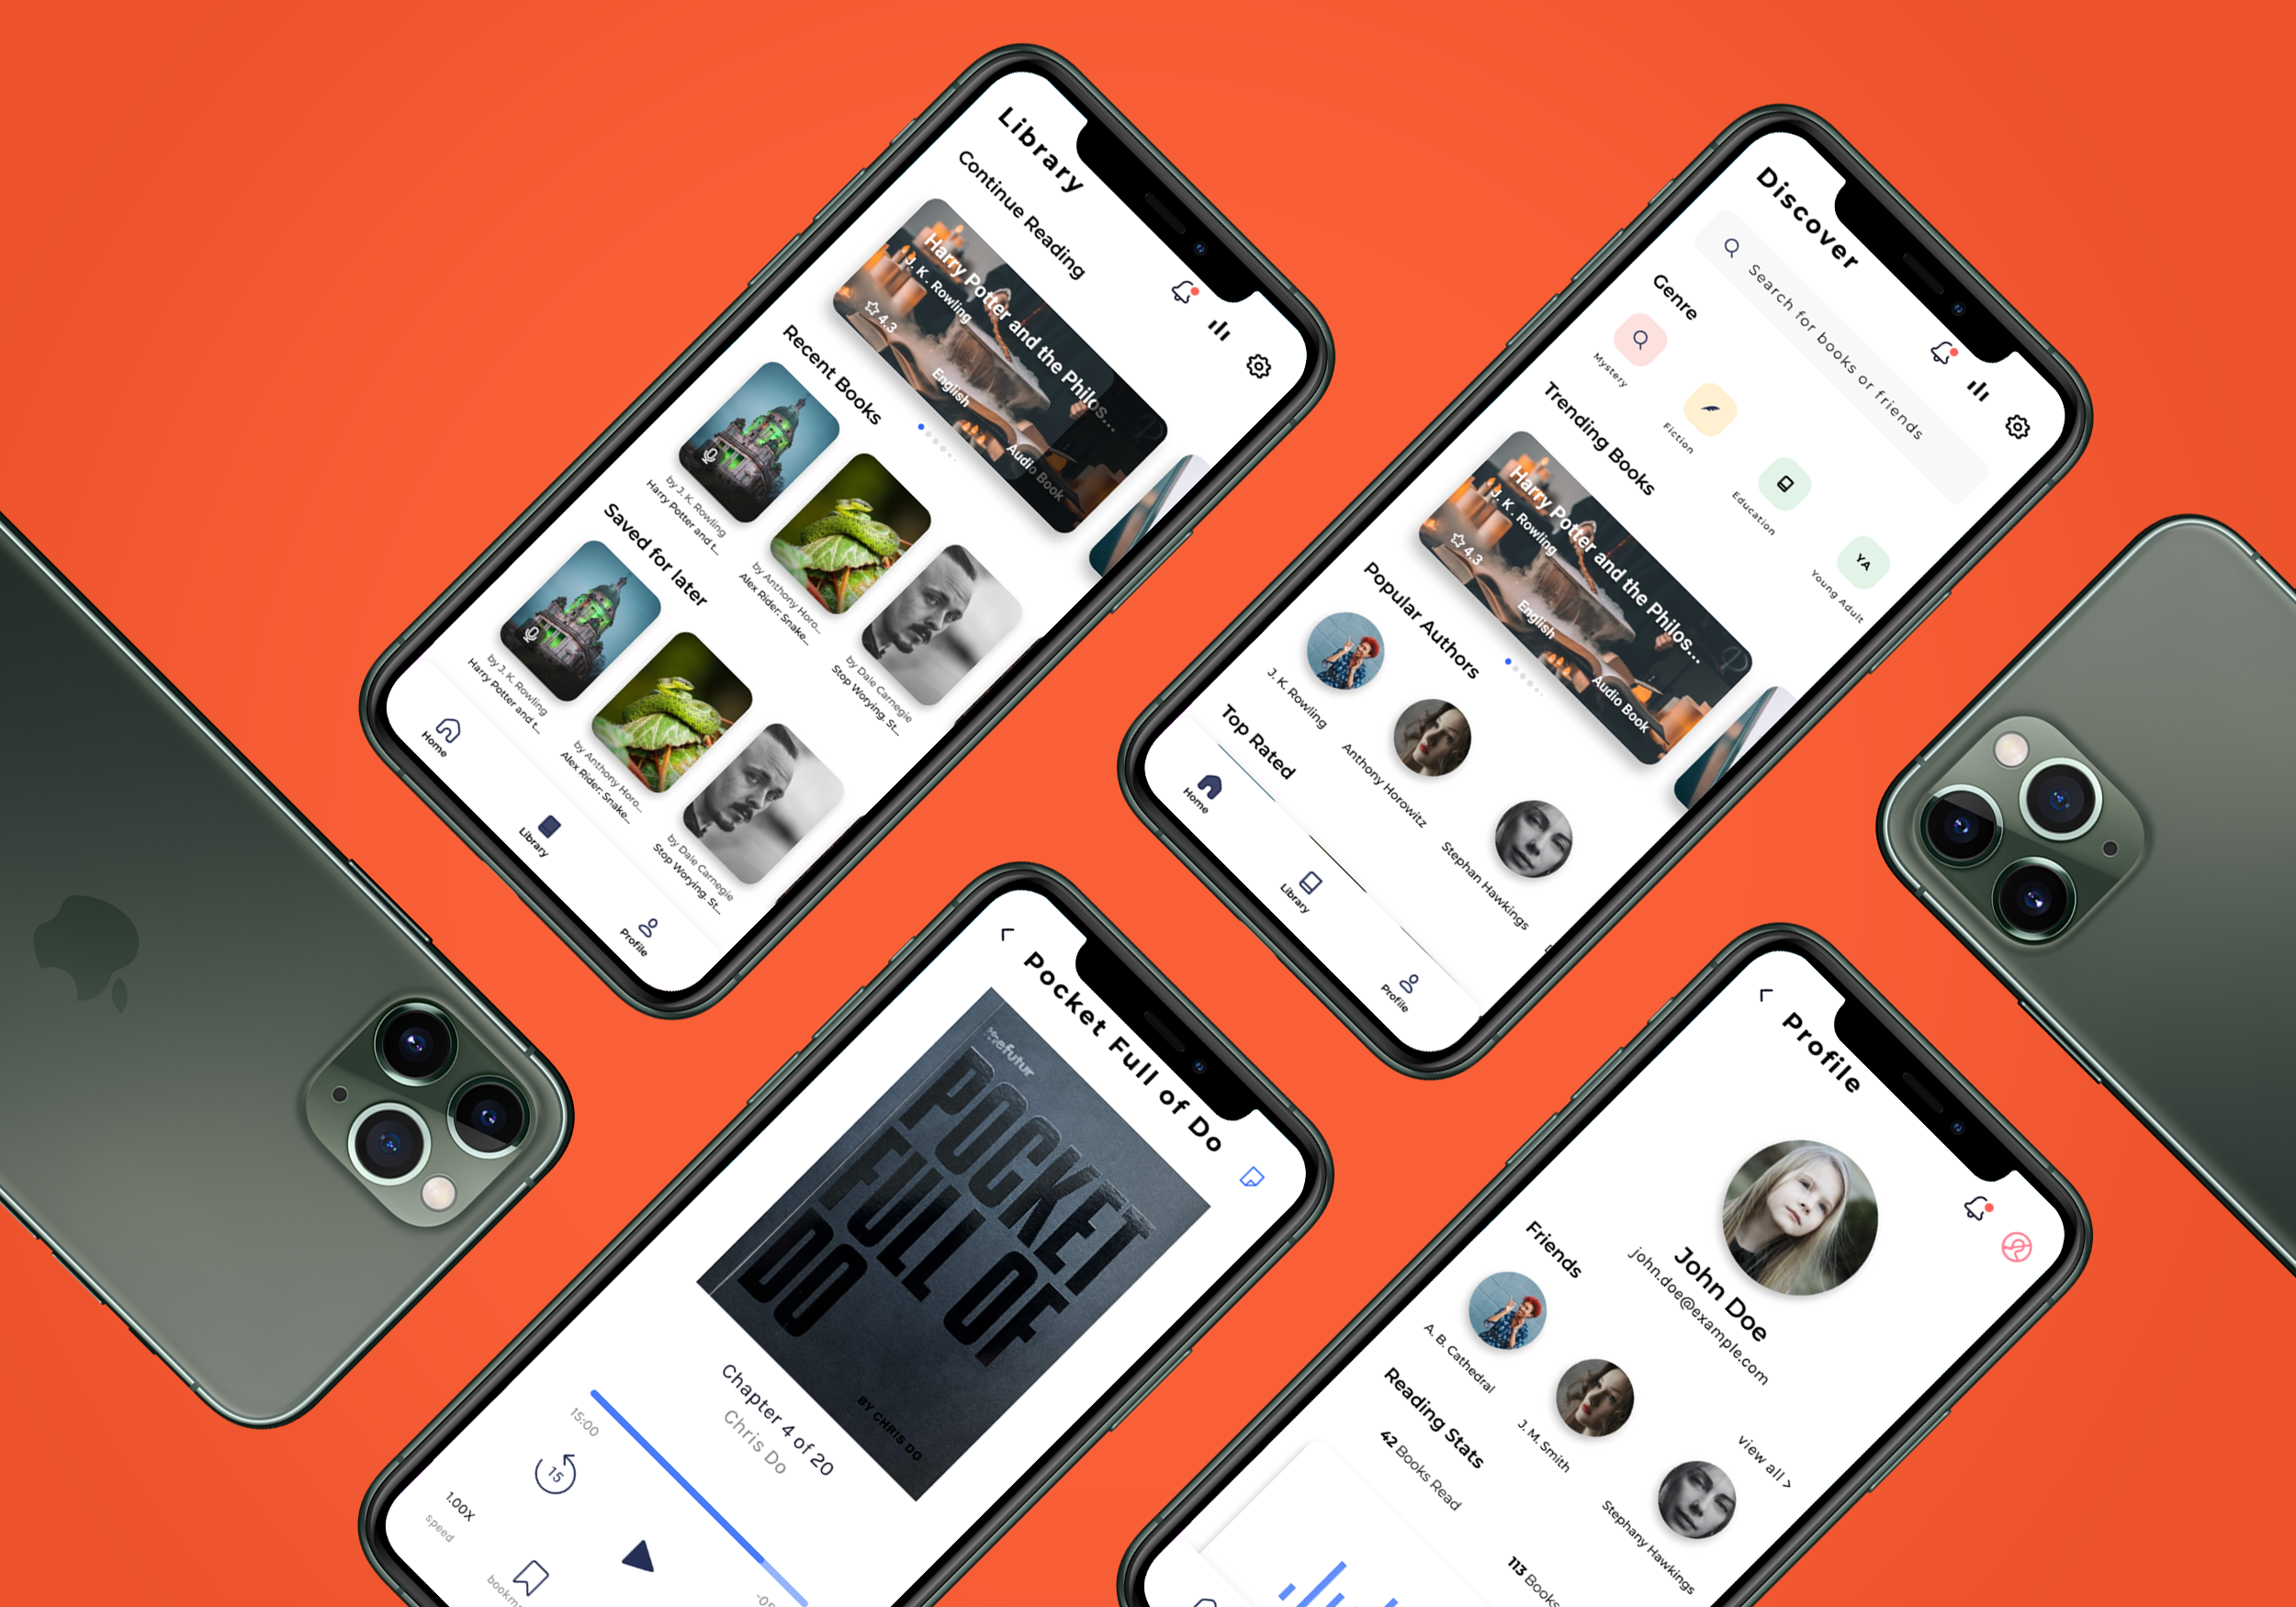 Library
Continue Reading
Harry Potter and the Philos...
J. K. Rowling
4.3
English
Audio Book
Recent Books
by J. K. Rowling
Harry Potter and t...
by Anthony Horo...
Alex Rider: Snake...
by Dale Carnegie
Stop Worying. St...
Saved for later
by J. K. Rowling
Harry Potter and t...
by Anthony Horo...
Alex Rider: Snake...
by Dale Carnegie
Stop Worying. St...
Home
Library
Profile
Discover
Search for books or friends
Genre
Mystery
Fiction
Education
YA
Young Adult
Trending Books
Harry Potter and the Philos...
J. K. Rowling
4.3
English
Audio Book
Popular Authors
J. K. Rowling
Anthony Horowitz
Stephan Hawkings
Top Rated
Home
Library
Profile
Pocket Full of Do
thefutur
POCKET
FULL OF
DO
BY CHRIS DO
Chapter 4 of 20
Chris Do
15:00
15
1.00X
speed
Profile
John Doe
john.doe@example.com
Friends
view all >
A. B. Cathedral
J. M. Smith
Stephany Hawkings
Reading Stats
42 Books Read
113 Books